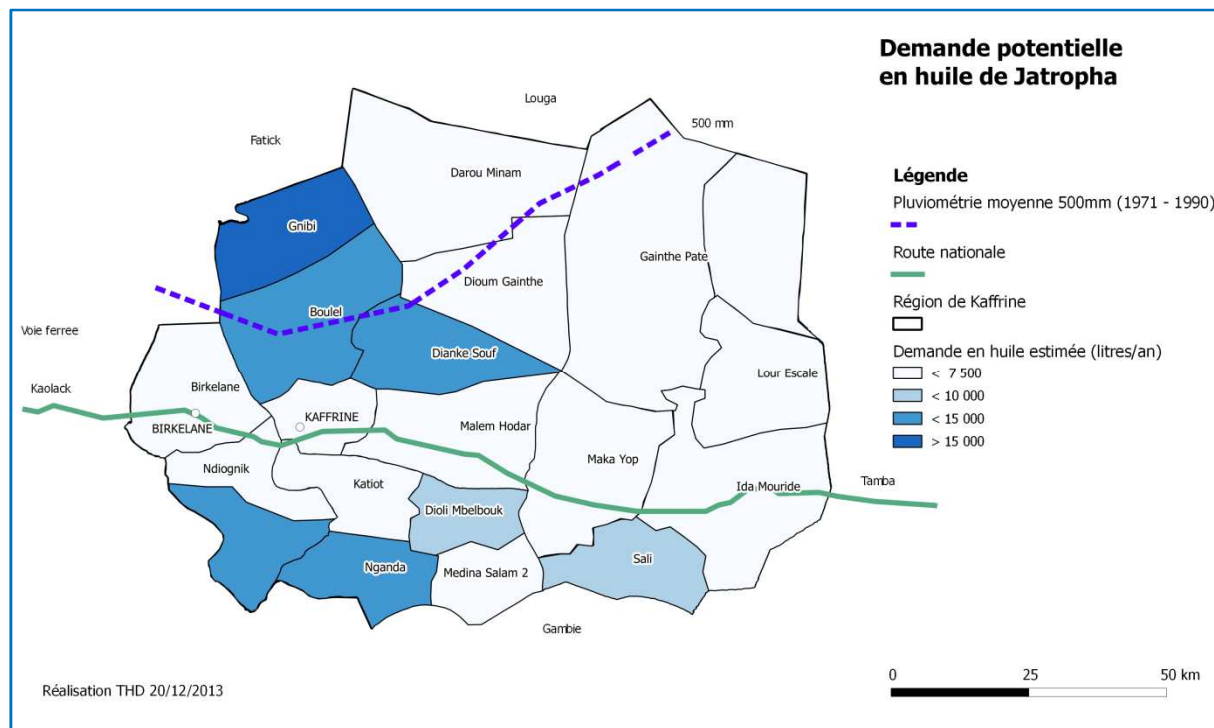 Demande potentielle
en huile de Jatropha
Louga
500 mm
Fatick
Darou Minam
Légende
Pluviométrie moyenne 500mm (1971 - 1990)
Gnibi
Gainthe Pate
Route nationale
Dioum Gainthe
Région de Kaffrine
Boulel
Voie ferree
Dianke Souf
Demande en huile estimée (litres/an)
< 7 500
Lour Escale
Kaolack
Birkelane
< 10 000
KAFFRINE
< 15 000
BIRKELANE
Malem Hodar
> 15 000
Maka Yop
Ndiognik
Katiot
Ida Mouride
Tamba
Dioli Mbelbouk
Sali
Nganda
Medina Salam 2
Gambie
Réalisation THD 20/12/2013
0 25 50 km